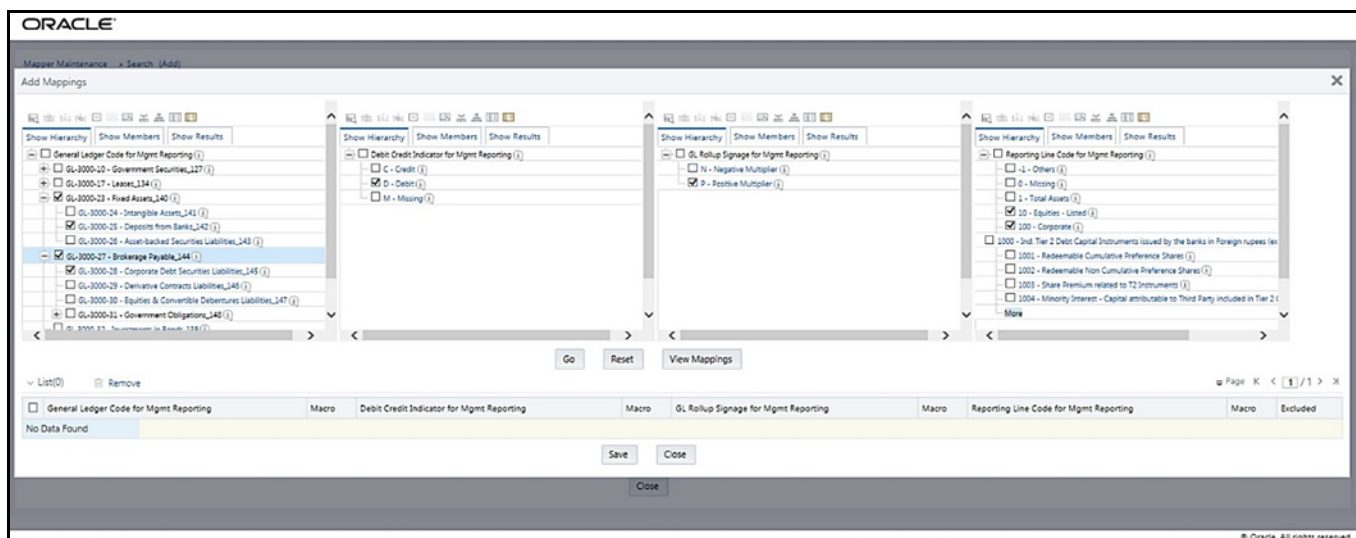 ORACLE
Mapper Maintenance > Search (Add)
Add Mappings
Show Hierarchy Show Members Show Results
General Ledger Code for Mgmt Reporting
GL-3000-10 - Government Securities_127
GL-3000-17 - Leases_134
GL-3000-23 - Fixed Assets_140
GL-3000-24 - Intangible Assets_141
GL-3000-25 - Deposits from Banks_142
GL-3000-26 - Asset-backed Securities Liabilities_143
GL-3000-27 - Brokerage Payable_144
GL-3000-28 - Corporate Debt Securities Liabilities_145
GL-3000-29 - Derivative Contracts Liabilities_146
GL-3000-30 - Equities & Convertible Debentures Liabilities_147
GL-3000-31 - Government Obligations_148
GL-3000-32 - Investments in Bonds_139
Show Hierarchy Show Members Show Results
Debit Credit Indicator for Mgmt Reporting
C - Credit
D - Debit
M - Missing
Show Hierarchy Show Members Show Results
GL Rollup Signage for Mgmt Reporting
N - Negative Multiplier
P - Positive Multiplier
Show Hierarchy Show Members Show Results
Reporting Line Code for Mgmt Reporting
-1 - Others
0 - Missing
1 - Total Assets
10 - Equities - Listed
100 - Corporate
1000 - Ind: Tier 2 Debt Capital Instruments issued by the banks in Foreign rupees (ex
1001 - Redeemable Cumulative Preference Shares
1002 - Redeemable Non Cumulative Preference Shares
1003 - Share Premium related to T2 Instruments
1004 - Minority Interest - Capital attributable to Third Party included in Tier 2 C
More
Go Reset View Mappings
List(0) Remove Page 1 / 1
General Ledger Code for Mgmt Reporting Macro Debit Credit Indicator for Mgmt Reporting Macro GL Rollup Signage for Mgmt Reporting Macro Reporting Line Code for Mgmt Reporting Macro Excluded
No Data Found
Save Close
Close
© Oracle. All rights reserved